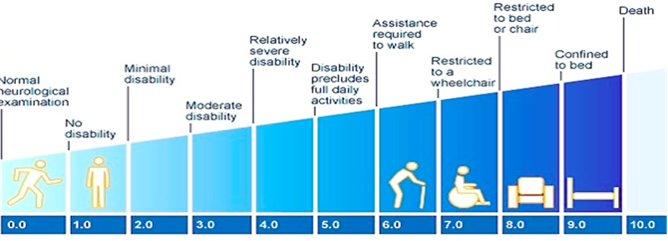 Normal
neurological
examination
No
disability
Minimal
disability
Moderate
disability
Relatively
severe
disability
Disability
precludes
full daily
activities
Assistance
required
to walk
Restricted
to a
wheelchair
Restricted
to bed
or chair
Confined
to bed
Death
0.0 1.0 2.0 3.0 4.0 5.0 6.0 7.0 8.0 9.0 10.0